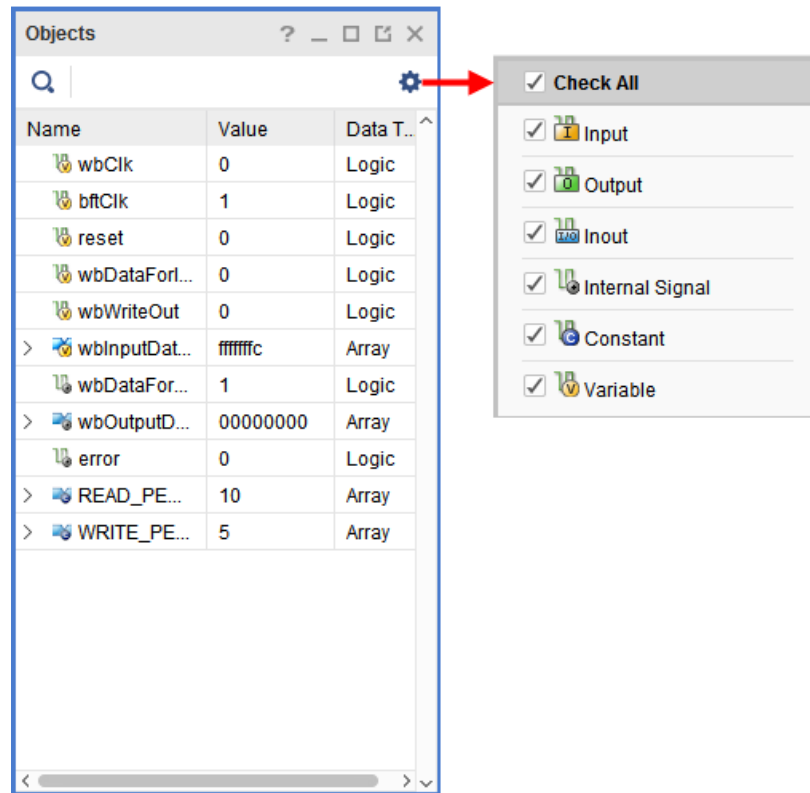 Objects ?
Name Value Data T...
wbClk 0 Logic
bftClk 1 Logic
reset 0 Logic
wbDataForI... 0 Logic
wbWriteOut 0 Logic
> wbInputDat... fffffffc Array
wbDataFor... 1 Logic
> wbOutputD... 00000000 Array
error 0 Logic
> READ_PE... 10 Array
> WRITE_PE... 5 Array
Check All
I Input
O Output
I/O Inout
Internal Signal
C Constant
V Variable